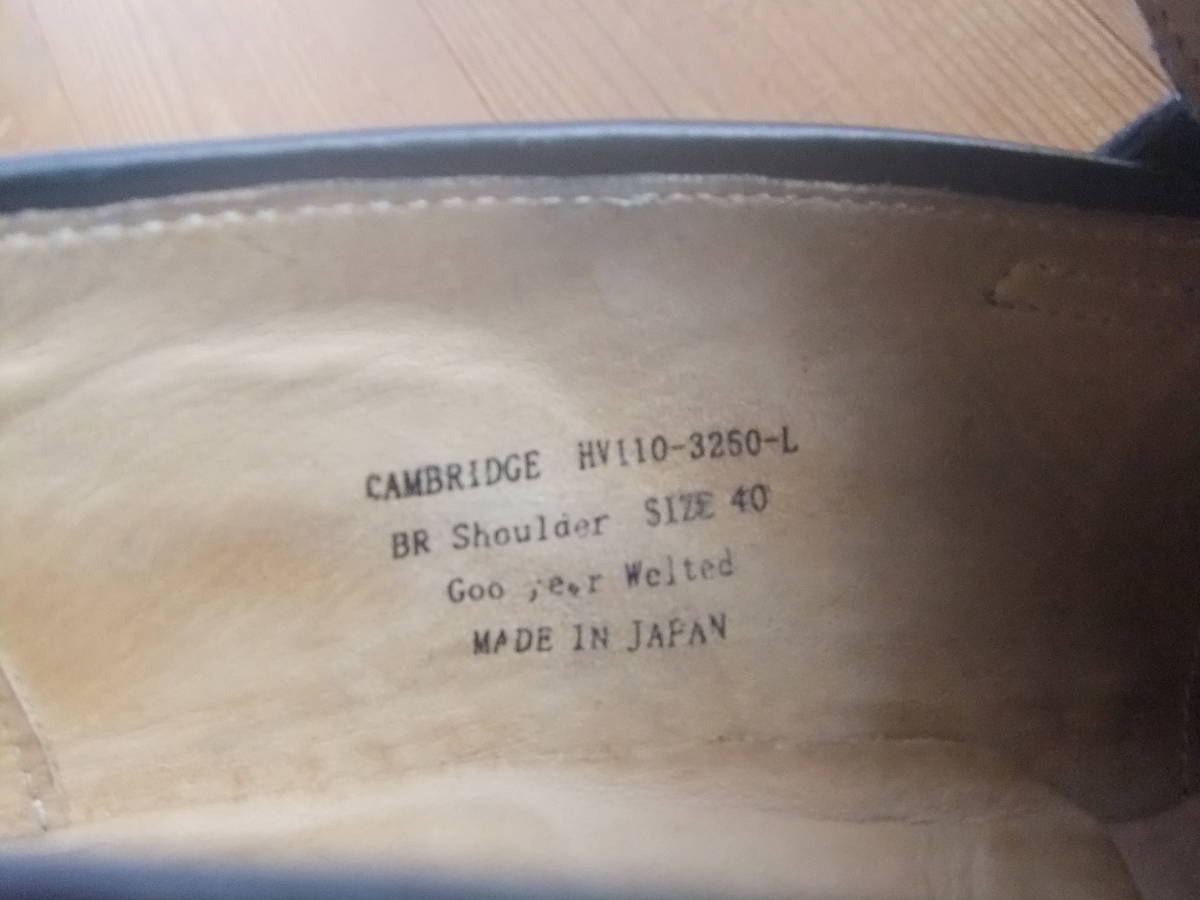 CAMBRIDGE HV110-3250-L
BR Shoulder SIZE 40
Welted
MADE IN JAPAN